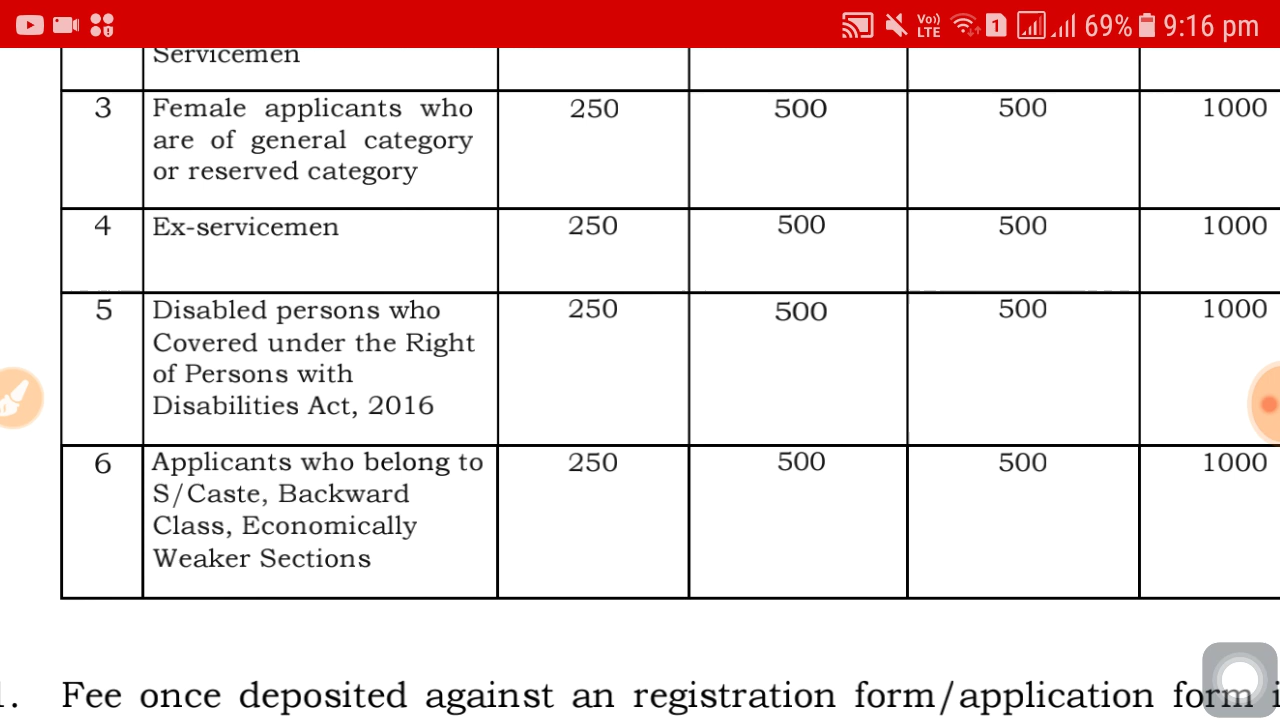 Vo)) LTE 1 69% 9:16 pm
Servicemen
3 Female applicants who 250 500 500 1000
are of general category
or reserved category
4 Ex-servicemen 250 500 500 1000
5 Disabled persons who 250 500 500 1000
Covered under the Right
of Persons with
Disabilities Act, 2016
6 Applicants who belong to 250 500 500 1000
S/Caste, Backward
Class, Economically
Weaker Sections
Fee once deposited against an registration form/application form